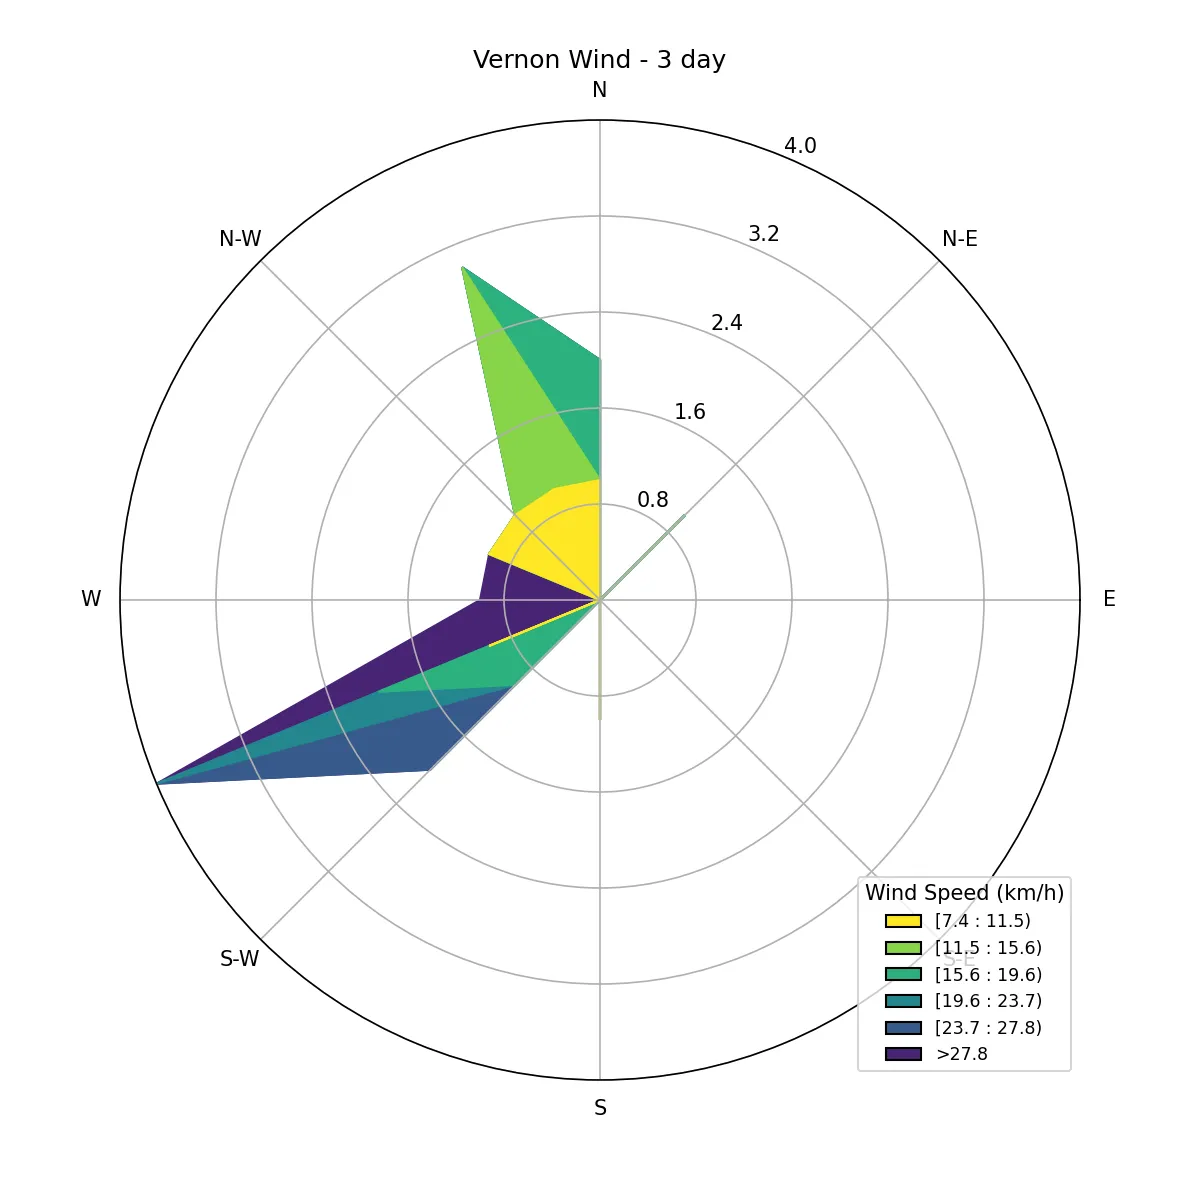 Vernon Wind - 3 day
N
4.0
N-W
3.2
N-E
2.4
1.6
0.8
W
E
S-W
S-E
S
Wind Speed (km/h)
[7.4 : 11.5)
[11.5 : 15.6)
[15.6 : 19.6)
[19.6 : 23.7)
[23.7 : 27.8)
>27.8